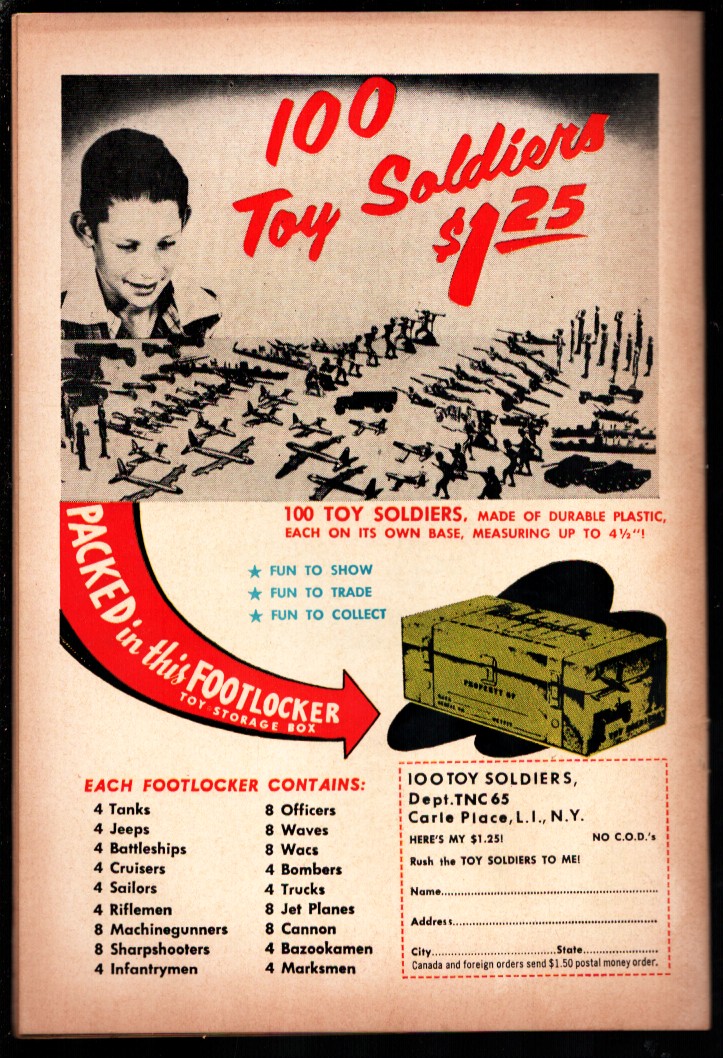 100
Toy Soldiers
$1.25
100 TOY SOLDIERS, MADE OF DURABLE PLASTIC,
EACH ON ITS OWN BASE, MEASURING UP TO 4½"!
★ FUN TO SHOW
★ FUN TO TRADE
★ FUN TO COLLECT
PACKED in this FOOTLOCKER
TOY STORAGE BOX
PROPERTY OF
EACH FOOTLOCKER CONTAINS:
4 Tanks
4 Jeeps
4 Battleships
4 Cruisers
4 Sailors
4 Riflemen
8 Machinegunners
8 Sharpshooters
4 Infantrymen
8 Officers
8 Waves
8 Wacs
4 Bombers
4 Trucks
8 Jet Planes
8 Cannon
4 Bazookamen
4 Marksmen
100 TOY SOLDIERS,
Dept. TNC 65
Carle Place, L.I., N.Y.
HERE'S MY $1.25! NO C.O.D.'s
Rush the TOY SOLDIERS TO ME!
Name
Address
City State
Canada and foreign orders send $1.50 postal money order.